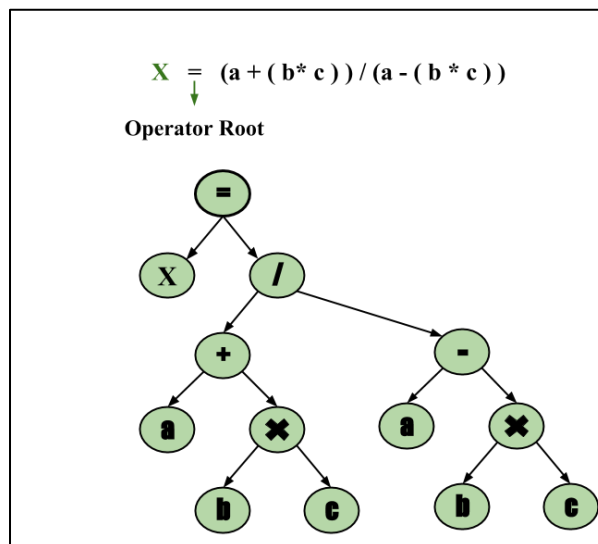 X = (a + ( b* c ) ) / (a - ( b * c ) )
Operator Root
=
X /
+ -
a ✖ a ✖
b c b c